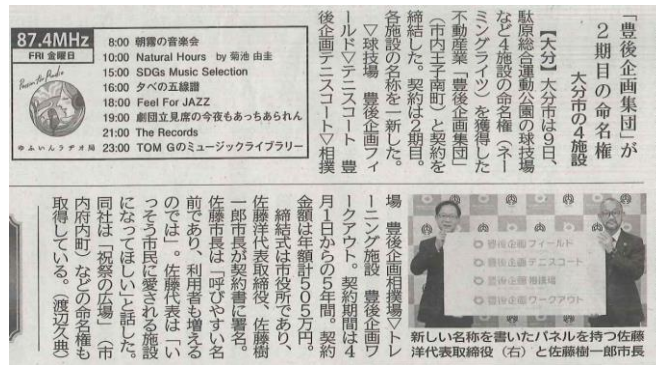 「豊後企画集団」が
2期目の命名権
大分市の4施設
【大分】大分市は9日、
駄原総合運動公園の球技場
など4施設の命名権（ネー
ミングライツ）を獲得した
不動産業「豊後企画集団」
（市内王子南町）と契約を
締結した。契約は2期目。
各施設の名称を一新した。
▽球技場　豊後企画フィ
ールド▽テニスコート　豊
後企画テニスコート▽相撲
場　豊後企画相撲場▽トレ
ーニング施設　豊後企画ワ
ークアウト。契約期間は4
月1日からの5年間。契約
金額は年額計505万円。
締結式は市役所であり、
佐藤洋代表取締役、佐藤樹
一郎市長が契約書に署名。
佐藤市長は「呼びやすい名
前であり、利用者も増える
のでは」。佐藤代表は「い
っそう市民に愛される施設
になってほしい」と話した。
同社は「祝祭の広場」（市
内府内町）などの命名権も
取得している。（渡辺久典）
豊後企画フィールド
豊後企画テニスコート
豊後企画相撲場
豊後企画ワークアウト
新しい名称を書いたパネルを持つ佐藤
洋代表取締役（右）と佐藤樹一郎市長
87.4MHz
FRI 金曜日
ゆふいんラヂオ局
8:00 朝霧の音楽会
10:00 Natural Hours by 菊池 由圭
15:00 SDGs Music Selection
16:00 夕べの五線譜
18:00 Feel For JAZZ
19:00 劇団立見席の今夜もあっちあられん
21:00 The Records
23:00 TOM Gのミュージックライブラリー